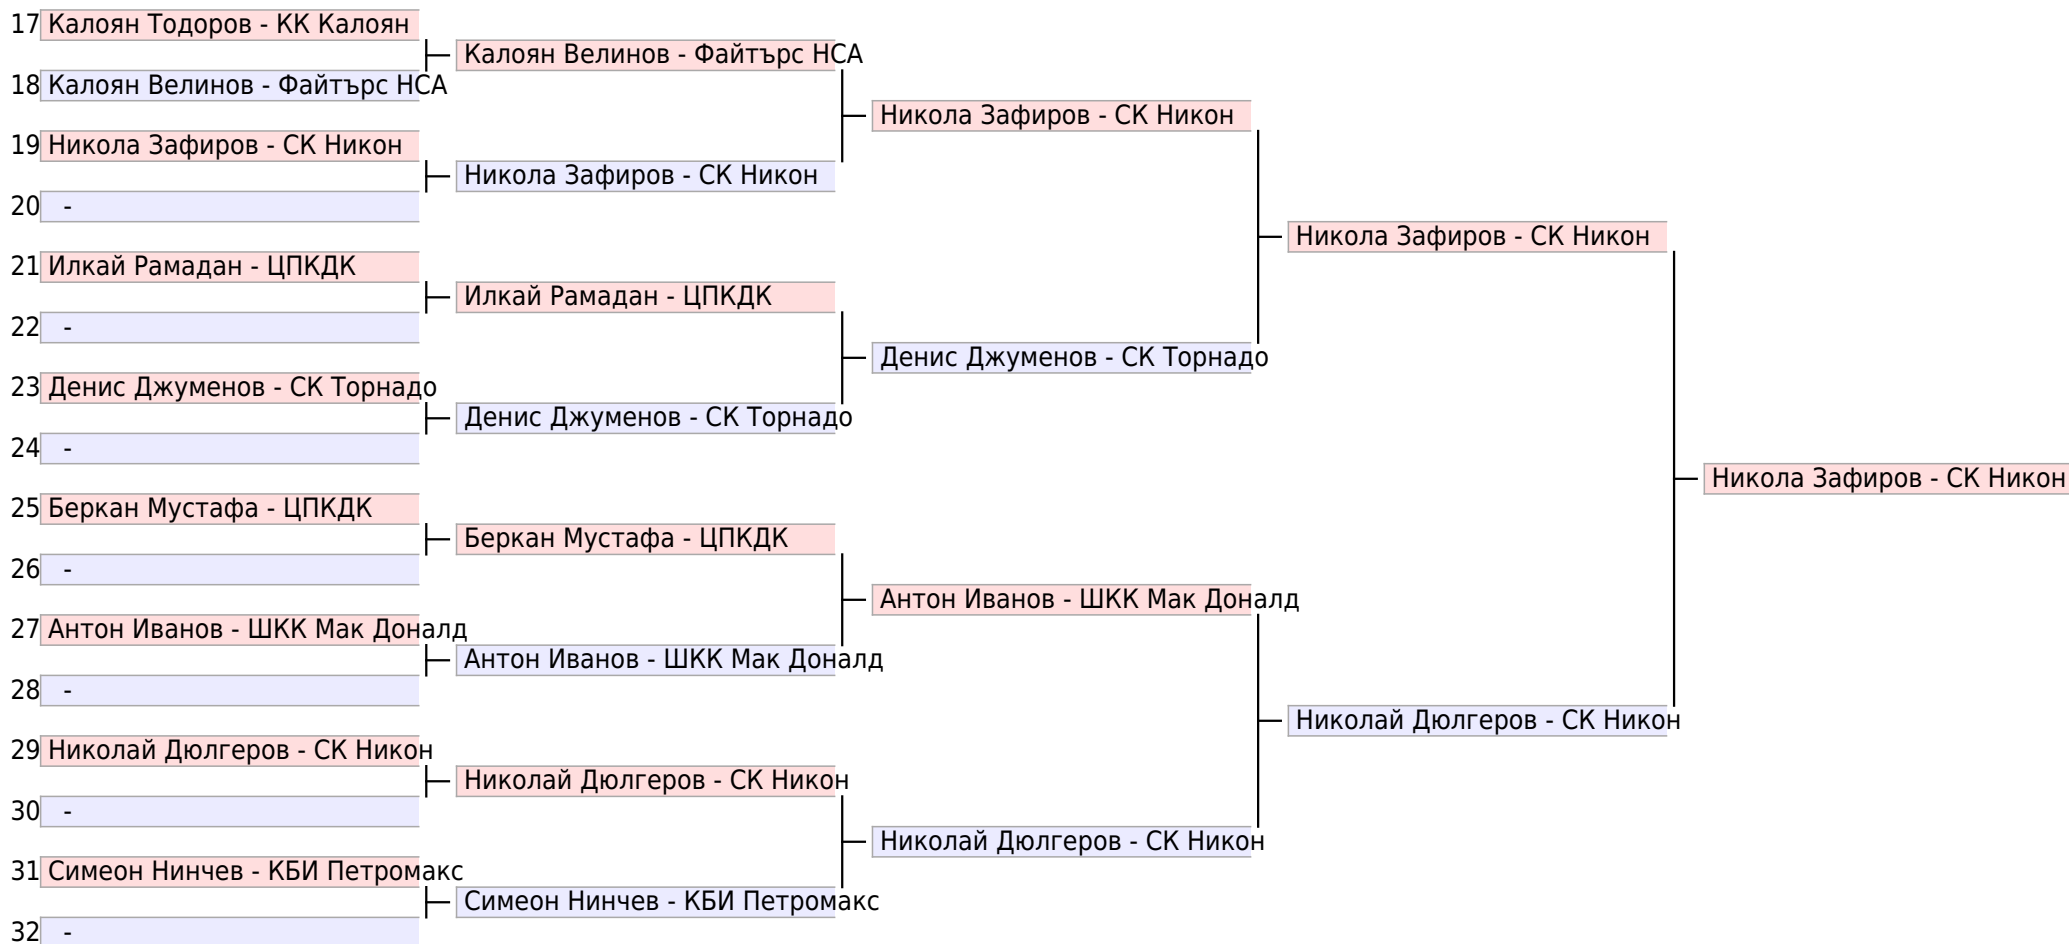 17 Калоян Тодоров - КК Калоян
Калоян Велинов - Файтърс НСА
18 Калоян Велинов - Файтърс НСА
Никола Зафиров - СК Никон
19 Никола Зафиров - СК Никон
Никола Зафиров - СК Никон
20 -
Никола Зафиров - СК Никон
21 Илкай Рамадан - ЦПКДК
Илкай Рамадан - ЦПКДК
22 -
Денис Джуменов - СК Торнадо
23 Денис Джуменов - СК Торнадо
Денис Джуменов - СК Торнадо
24 -
Никола Зафиров - СК Никон
25 Беркан Мустафа - ЦПКДК
Беркан Мустафа - ЦПКДК
26 -
Антон Иванов - ШКК Мак Доналд
27 Антон Иванов - ШКК Мак Доналд
Антон Иванов - ШКК Мак Доналд
28 -
Николай Дюлгеров - СК Никон
29 Николай Дюлгеров - СК Никон
Николай Дюлгеров - СК Никон
30 -
Николай Дюлгеров - СК Никон
31 Симеон Нинчев - КБИ Петромакс
Симеон Нинчев - КБИ Петромакс
32 -